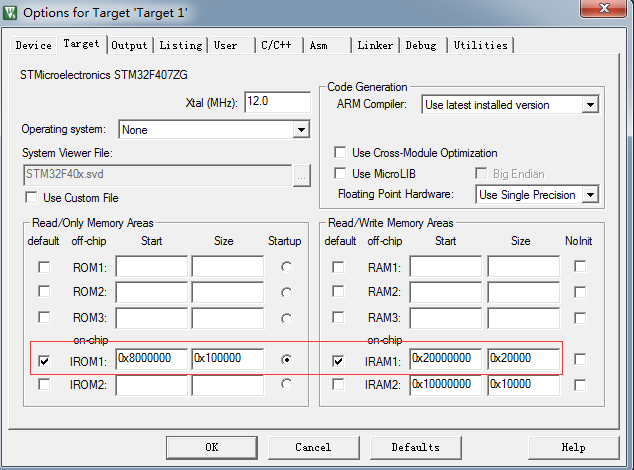 Options for Target 'Target 1'
Device Target Output Listing User C/C++ Asm Linker Debug Utilities
STMicroelectronics STM32F407ZG
Xtal (MHz): 12.0
Operating system: None
System Viewer File:
STM32F40x.svd ...
Use Custom File
Code Generation
ARM Compiler: Use latest installed version
Use Cross-Module Optimization
Use MicroLIB Big Endian
Floating Point Hardware: Use Single Precision
Read/Only Memory Areas
default off-chip Start Size Startup
ROM1:
ROM2:
ROM3:
on-chip
IROM1: 0x8000000 0x100000
IROM2:
Read/Write Memory Areas
default off-chip Start Size NoInit
RAM1:
RAM2:
RAM3:
on-chip
IRAM1: 0x20000000 0x20000
IRAM2: 0x10000000 0x10000
OK Cancel Defaults Help